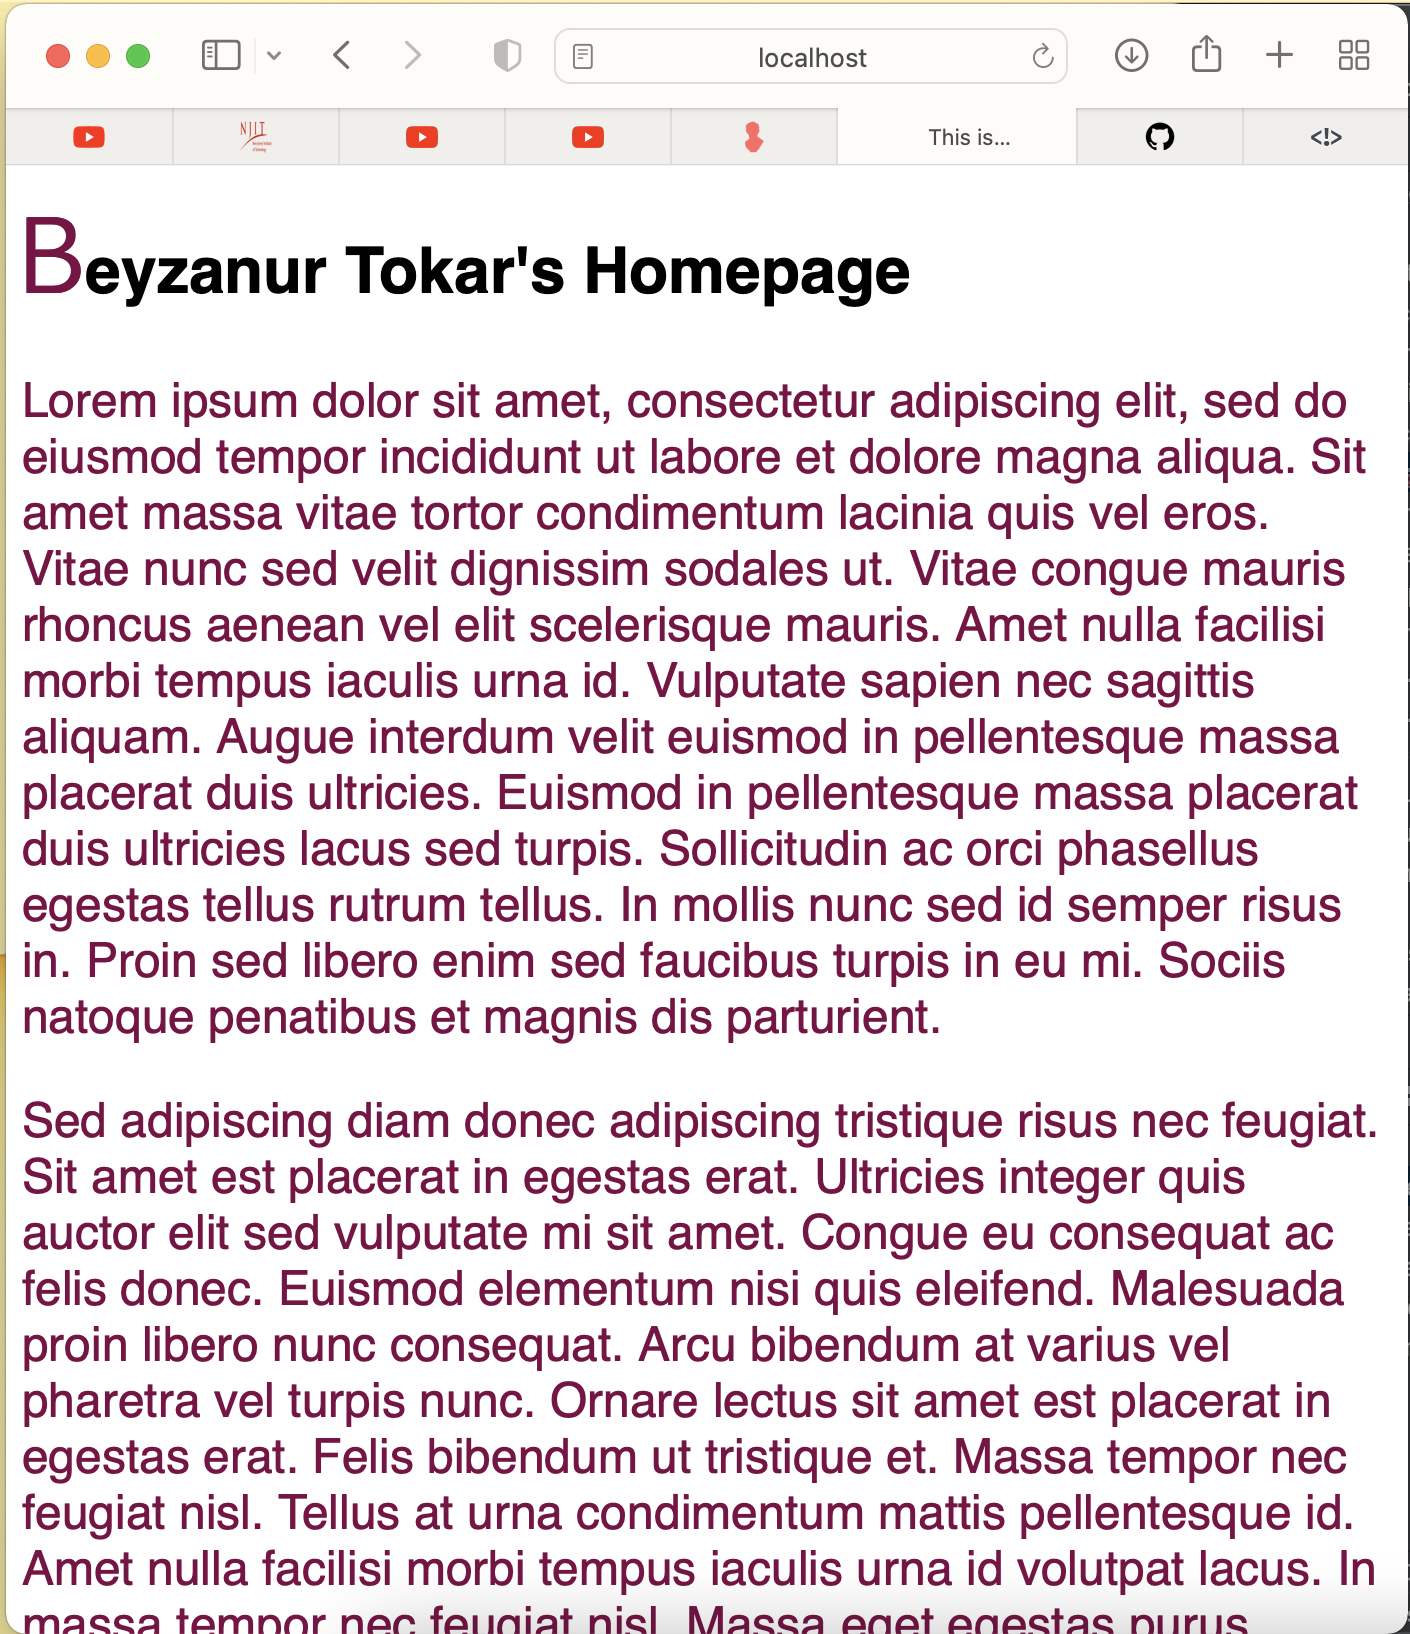 localhost
NJIT
This is...
Beyzanur Tokar's Homepage
Lorem ipsum dolor sit amet, consectetur adipiscing elit, sed do
eiusmod tempor incididunt ut labore et dolore magna aliqua. Sit
amet massa vitae tortor condimentum lacinia quis vel eros.
Vitae nunc sed velit dignissim sodales ut. Vitae congue mauris
rhoncus aenean vel elit scelerisque mauris. Amet nulla facilisi
morbi tempus iaculis urna id. Vulputate sapien nec sagittis
aliquam. Augue interdum velit euismod in pellentesque massa
placerat duis ultricies. Euismod in pellentesque massa placerat
duis ultricies lacus sed turpis. Sollicitudin ac orci phasellus
egestas tellus rutrum tellus. In mollis nunc sed id semper risus
in. Proin sed libero enim sed faucibus turpis in eu mi. Sociis
natoque penatibus et magnis dis parturient.
Sed adipiscing diam donec adipiscing tristique risus nec feugiat.
Sit amet est placerat in egestas erat. Ultricies integer quis
auctor elit sed vulputate mi sit amet. Congue eu consequat ac
felis donec. Euismod elementum nisi quis eleifend. Malesuada
proin libero nunc consequat. Arcu bibendum at varius vel
pharetra vel turpis nunc. Ornare lectus sit amet est placerat in
egestas erat. Felis bibendum ut tristique et. Massa tempor nec
feugiat nisl. Tellus at urna condimentum mattis pellentesque id.
Amet nulla facilisi morbi tempus iaculis urna id volutpat lacus. In
massa tempor nec feugiat nisl. Massa eget egestas purus